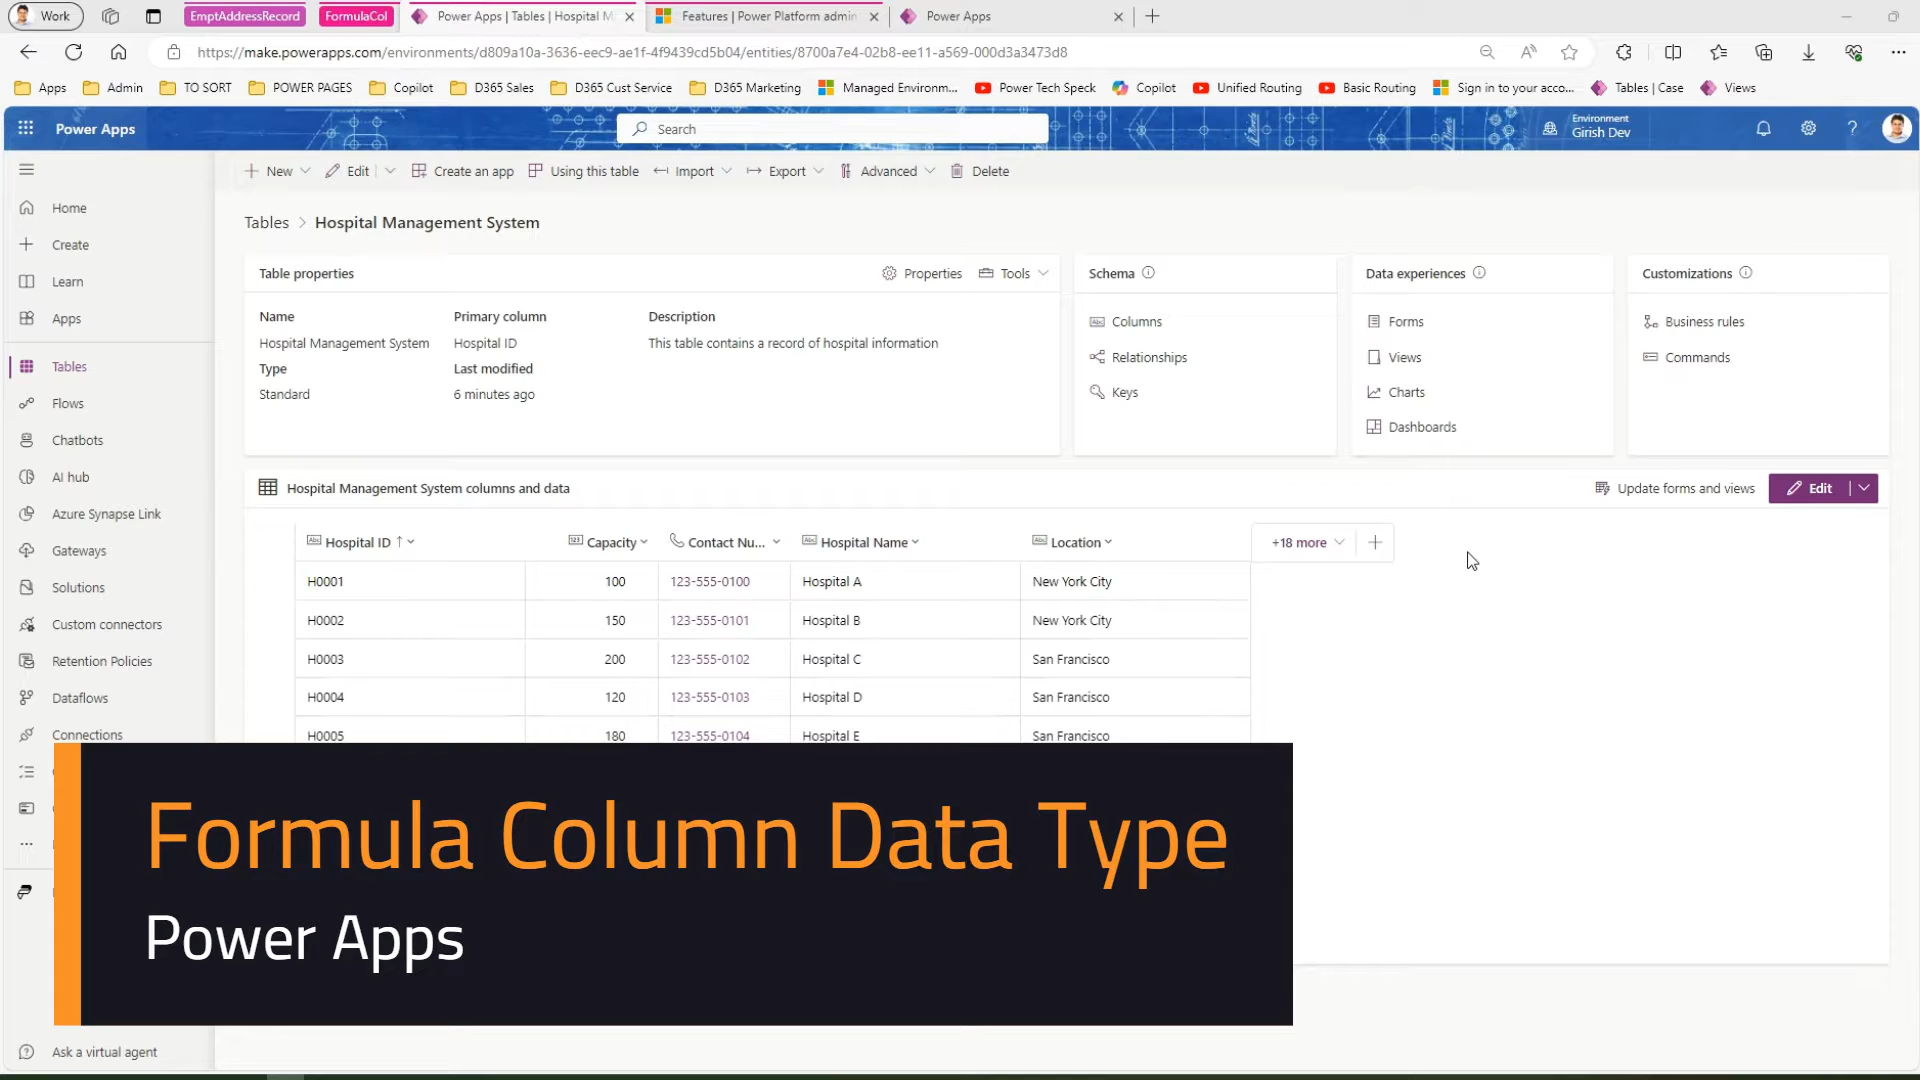 Work
EmptAddressRecord
FormulaCol
Power Apps | Tables | Hospital M
Features | Power Platform admin
Power Apps
https://make.powerapps.com/environments/d809a10a-3636-eec9-ae1f-4f9439cd5b04/entities/8700a7e4-02b8-ee11-a569-000d3a3473d8
Apps
Admin
TO SORT
POWER PAGES
Copilot
D365 Sales
D365 Cust Service
D365 Marketing
Managed Environm...
Power Tech Speck
Copilot
Unified Routing
Basic Routing
Sign in to your acco...
Tables | Case
Views
Power Apps
Search
Environment
Girish Dev
New
Edit
Create an app
Using this table
Import
Export
Advanced
Delete
Home
Create
Learn
Apps
Tables
Flows
Chatbots
AI hub
Azure Synapse Link
Gateways
Solutions
Custom connectors
Retention Policies
Dataflows
Connections
Ask a virtual agent
Tables > Hospital Management System
Table properties
Properties
Tools
Name
Hospital Management System
Type
Standard
Primary column
Hospital ID
Last modified
6 minutes ago
Description
This table contains a record of hospital information
Schema
Columns
Relationships
Keys
Data experiences
Forms
Views
Charts
Dashboards
Customizations
Business rules
Commands
Hospital Management System columns and data
Update forms and views
Edit
Hospital ID ↑ Capacity Contact Nu... Hospital Name Location +18 more
H0001 100 123-555-0100 Hospital A New York City
H0002 150 123-555-0101 Hospital B New York City
H0003 200 123-555-0102 Hospital C San Francisco
H0004 120 123-555-0103 Hospital D San Francisco
H0005 180 123-555-0104 Hospital E San Francisco
Formula Column Data Type
Power Apps